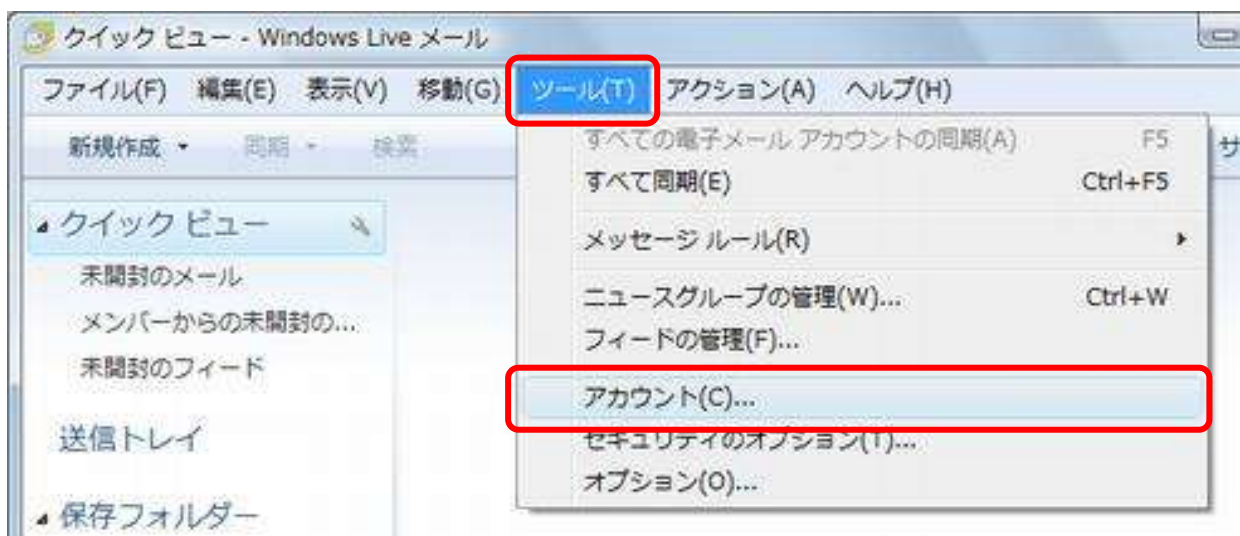 クイック ビュー - Windows Live メール
ファイル(F) 編集(E) 表示(V) 移動(G) ツール(T) アクション(A) ヘルプ(H)
新規作成 同期 検索
すべての電子メール アカウントの同期(A) F5
サ
すべて同期(E) Ctrl+F5
クイック ビュー
メッセージ ルール(R)
未開封のメール
ニュースグループの管理(W)... Ctrl+W
メンバーからの未開封の...
フィードの管理(F)...
未開封のフィード
アカウント(C)...
送信トレイ
セキュリティのオプション(T)...
オプション(O)...
保存フォルダー